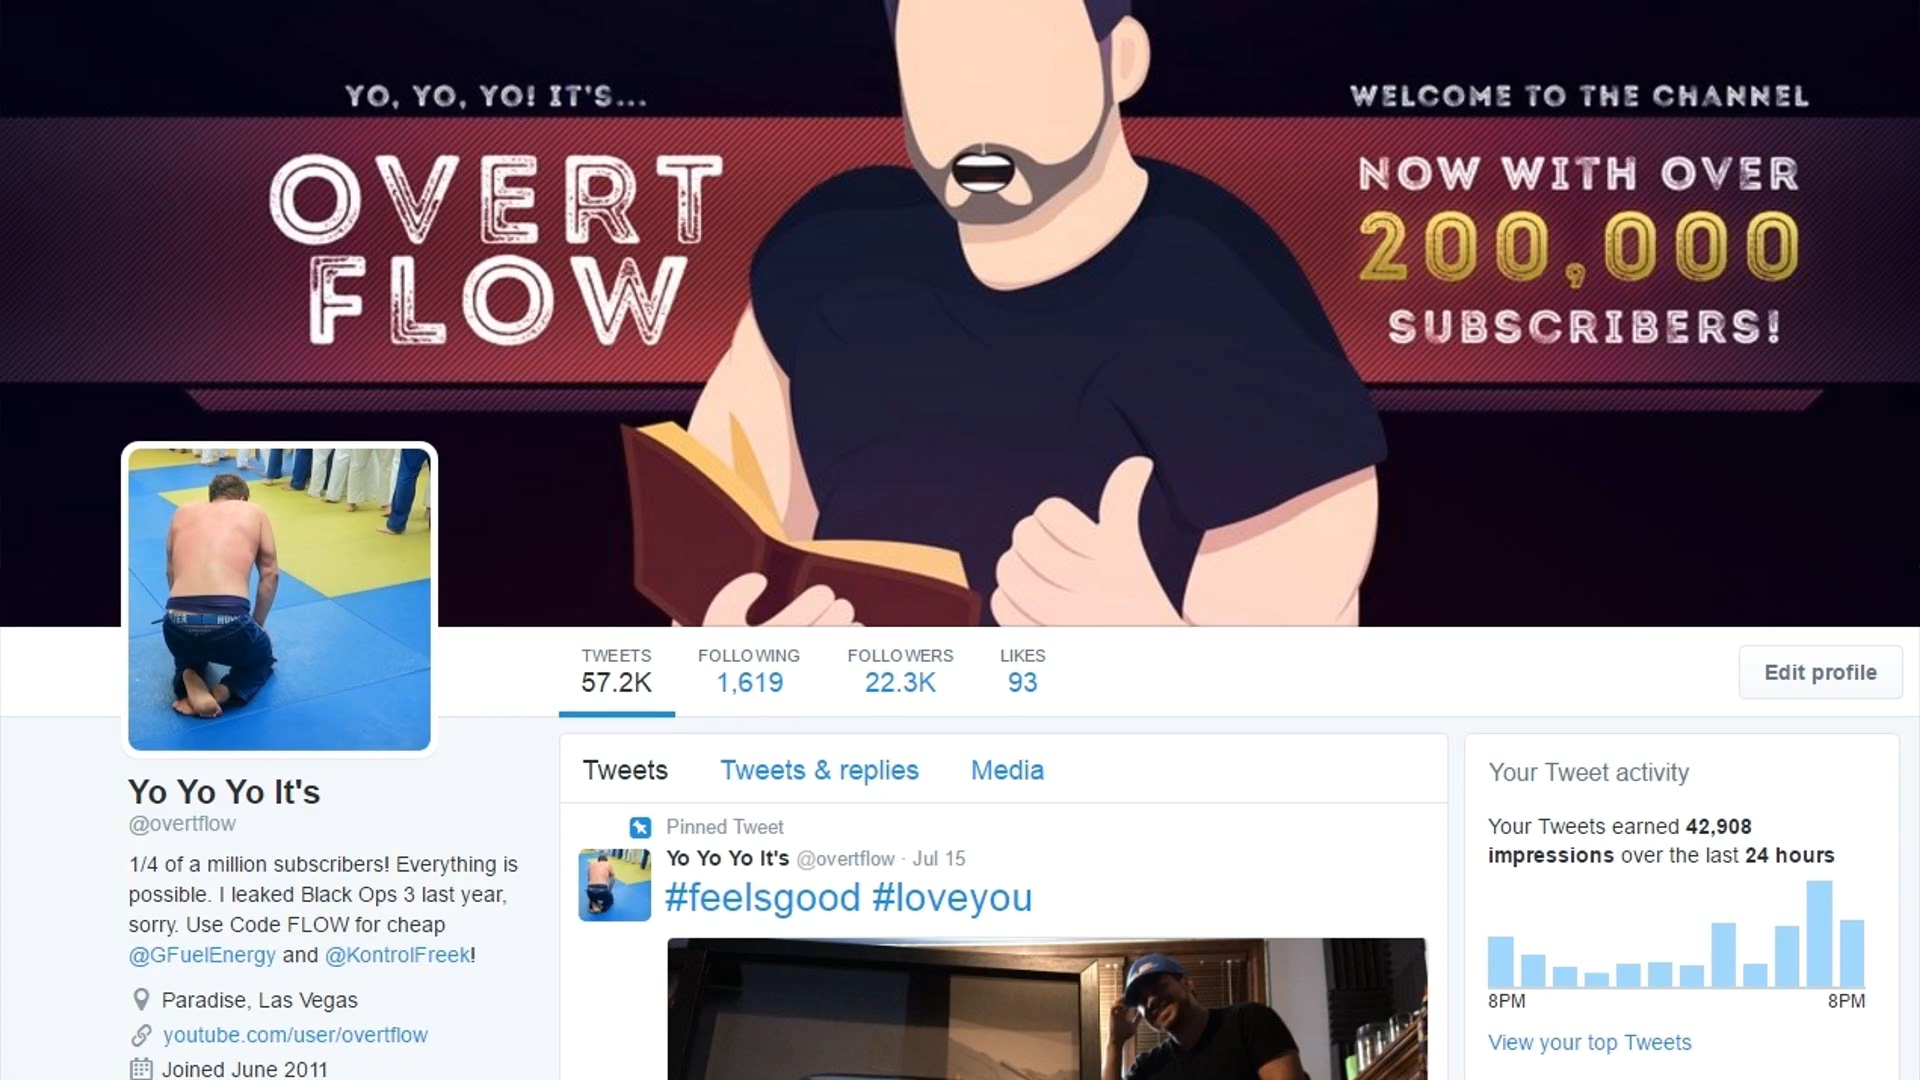 YO, YO, YO! IT'S...
OVERT
FLOW
WELCOME TO THE CHANNEL
NOW WITH OVER
200,000
SUBSCRIBERS!
TWEETS
57.2K
FOLLOWING
1,619
FOLLOWERS
22.3K
LIKES
93
Edit profile
Yo Yo Yo It's
@overtflow
1/4 of a million subscribers! Everything is
possible. I leaked Black Ops 3 last year,
sorry. Use Code FLOW for cheap
@GFuelEnergy and @KontrolFreek!
Paradise, Las Vegas
youtube.com/user/overtflow
Joined June 2011
Tweets
Tweets & replies
Media
Pinned Tweet
Yo Yo Yo It's @overtflow · Jul 15
#feelsgood #loveyou
Your Tweet activity
Your Tweets earned 42,908
impressions over the last 24 hours
8PM
8PM
View your top Tweets